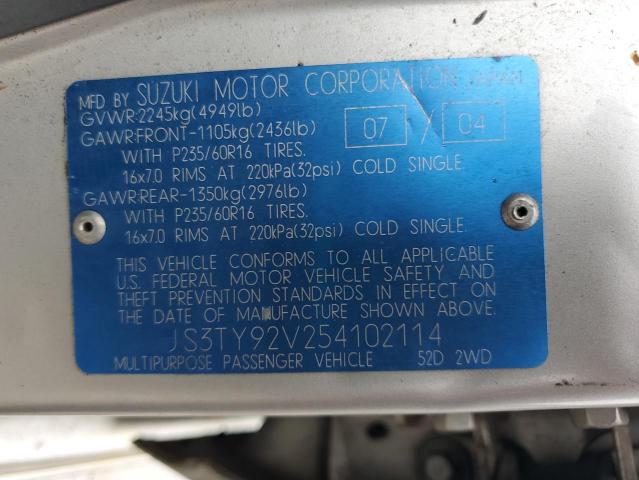 MFD BY SUZUKI MOTOR CORPORATION JAPAN
GVWR:2245kg(4949lb)
GAWR:FRONT-1105kg(2436lb)
07 / 04
WITH P235/60R16 TIRES.
16x7.0 RIMS AT 220kPa(32psi) COLD SINGLE.
GAWR:REAR-1350kg(2976lb)
WITH P235/60R16 TIRES.
16x7.0 RIMS AT 220kPa(32psi) COLD SINGLE.
THIS VEHICLE CONFORMS TO ALL APPLICABLE
U.S. FEDERAL MOTOR VEHICLE SAFETY AND
THEFT PREVENTION STANDARDS IN EFFECT ON
THE DATE OF MANUFACTURE SHOWN ABOVE.
JS3TY92V254102114
MULTIPURPOSE PASSENGER VEHICLE 52D 2WD